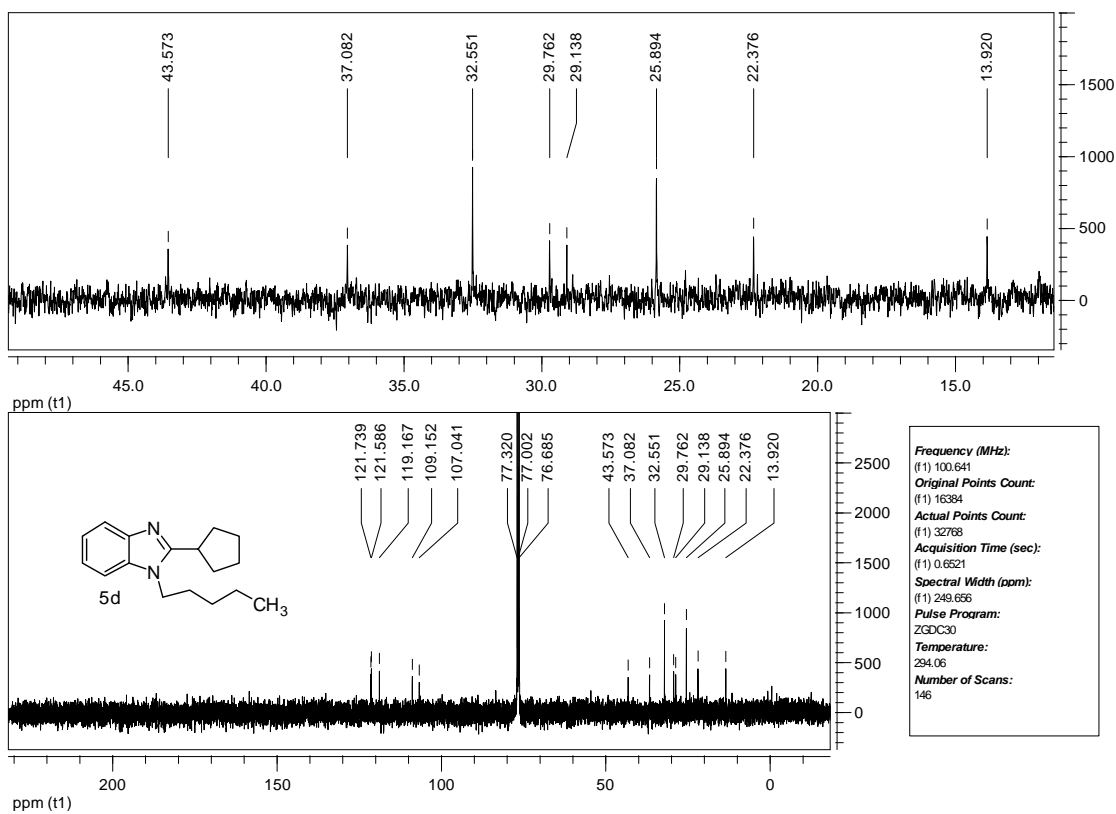 43.573
37.082
32.551
29.762
29.138
25.894
22.376
13.920
1500
1000
500
0
45.0
40.0
35.0
30.0
25.0
20.0
15.0
ppm (t1)
121.739
121.586
119.167
109.152
107.041
77.320
77.002
76.685
43.573
37.082
32.551
29.762
29.138
25.894
22.376
13.920
2500
2000
1500
1000
500
0
N
N
CH3
5d
200
150
100
50
0
ppm (t1)
Frequency (MHz):
(f1) 100.641
Original Points Count:
(f1) 16384
Actual Points Count:
(f1) 32768
Acquisition Time (sec):
(f1) 0.6521
Spectral Width (ppm):
(f1) 249.656
Pulse Program:
ZGDC30
Temperature:
294.06
Number of Scans:
146